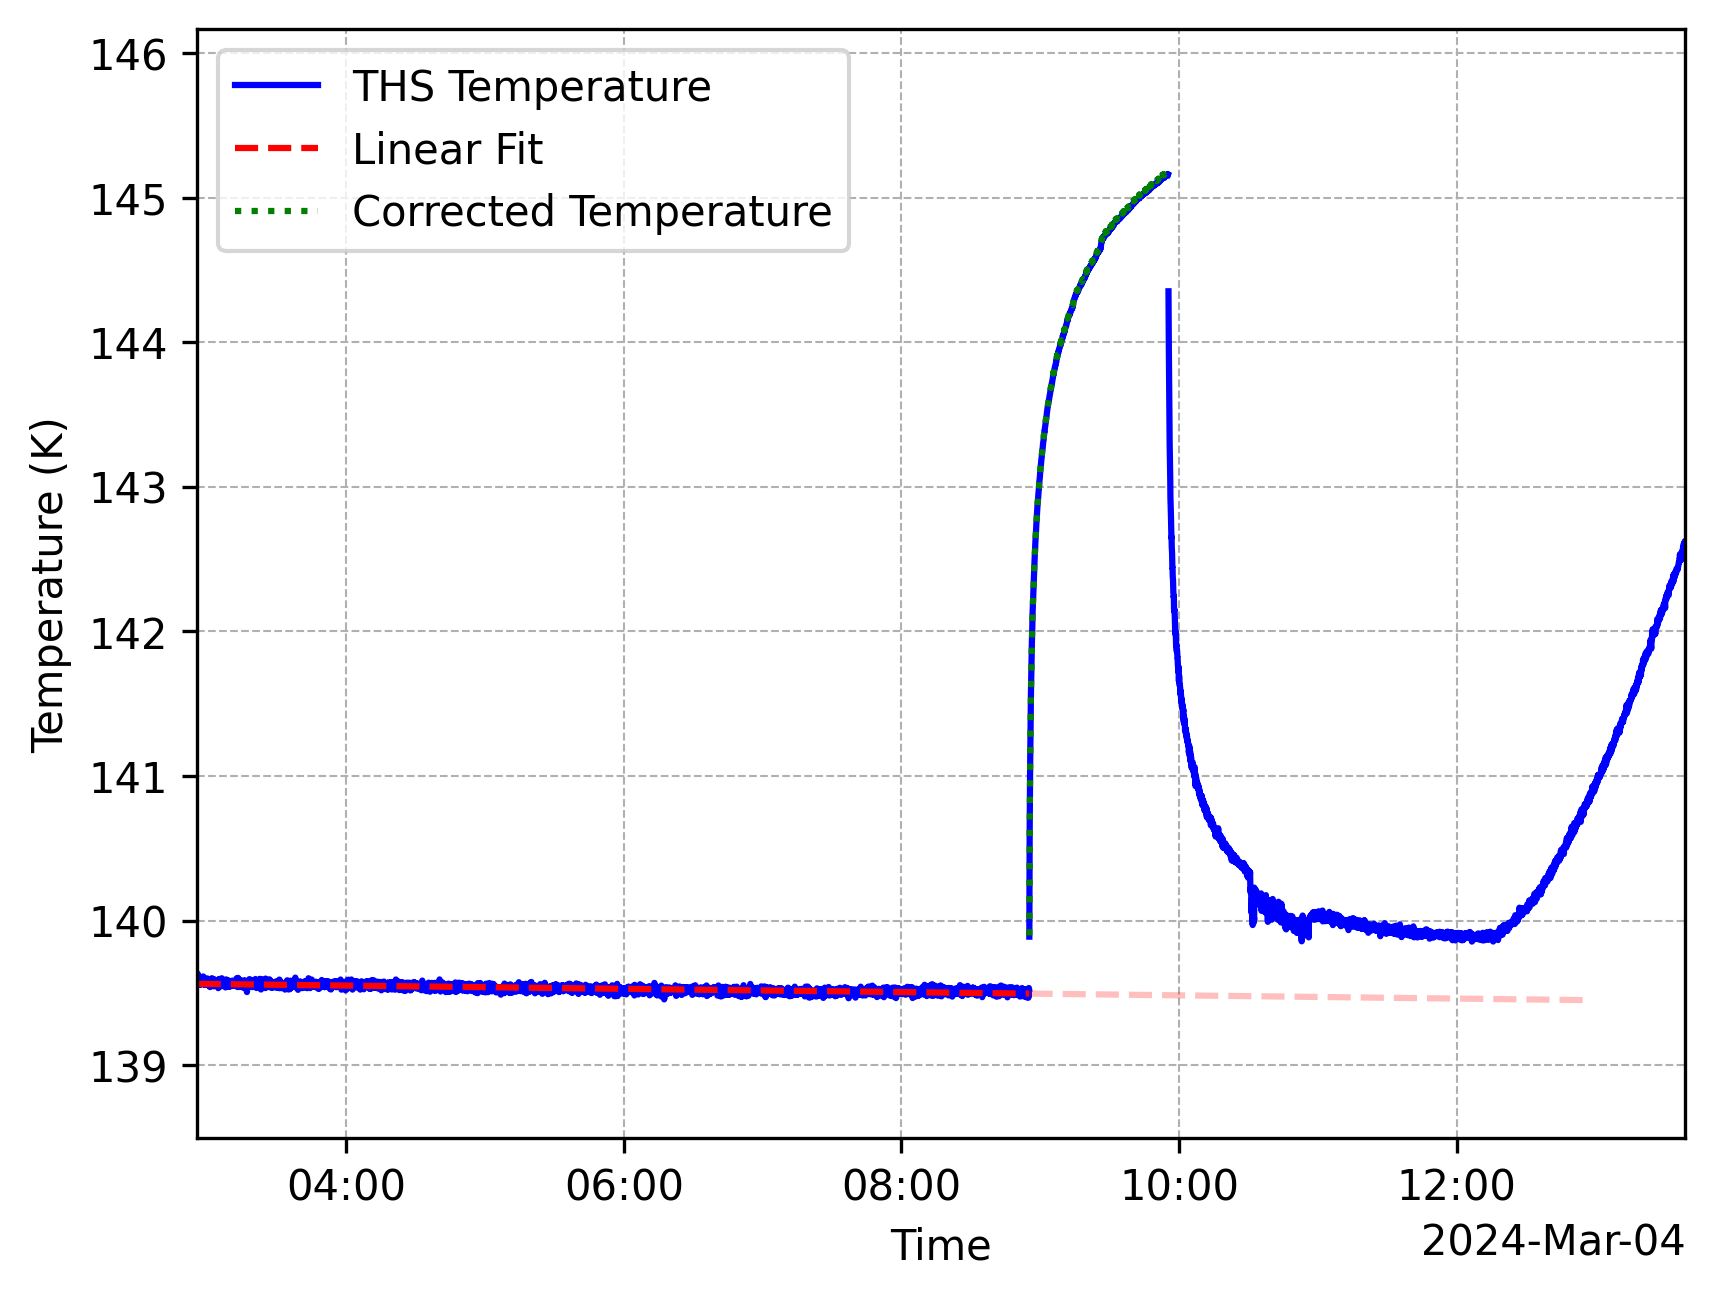 THS Temperature
Linear Fit
Corrected Temperature
146
145
144
143
142
141
140
139
Temperature (K)
04:00 06:00 08:00 10:00 12:00
Time
2024-Mar-04